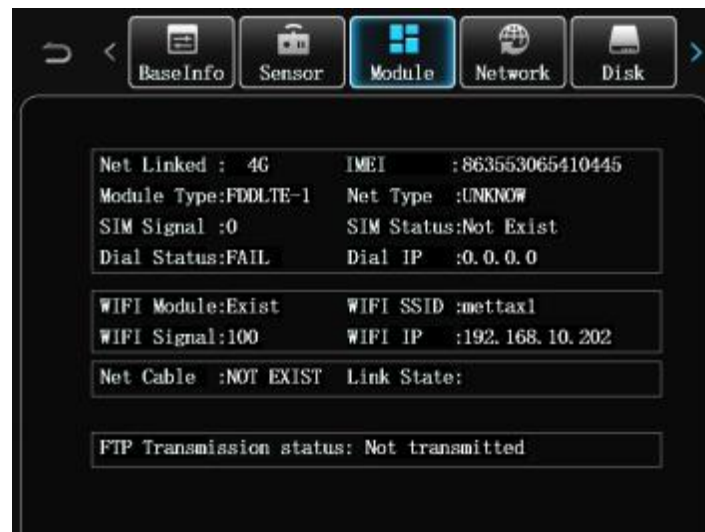 BaseInfo Sensor Module Network Disk
Net Linked : 4G IMEI :863553065410445
Module Type:FDDLTE-1 Net Type :UNKNOW
SIM Signal :0 SIM Status:Not Exist
Dial Status:FAIL Dial IP :0.0.0.0
WIFI Module:Exist WIFI SSID :mettax1
WIFI Signal:100 WIFI IP :192.168.10.202
Net Cable :NOT EXIST Link State:
FTP Transmission status: Not transmitted